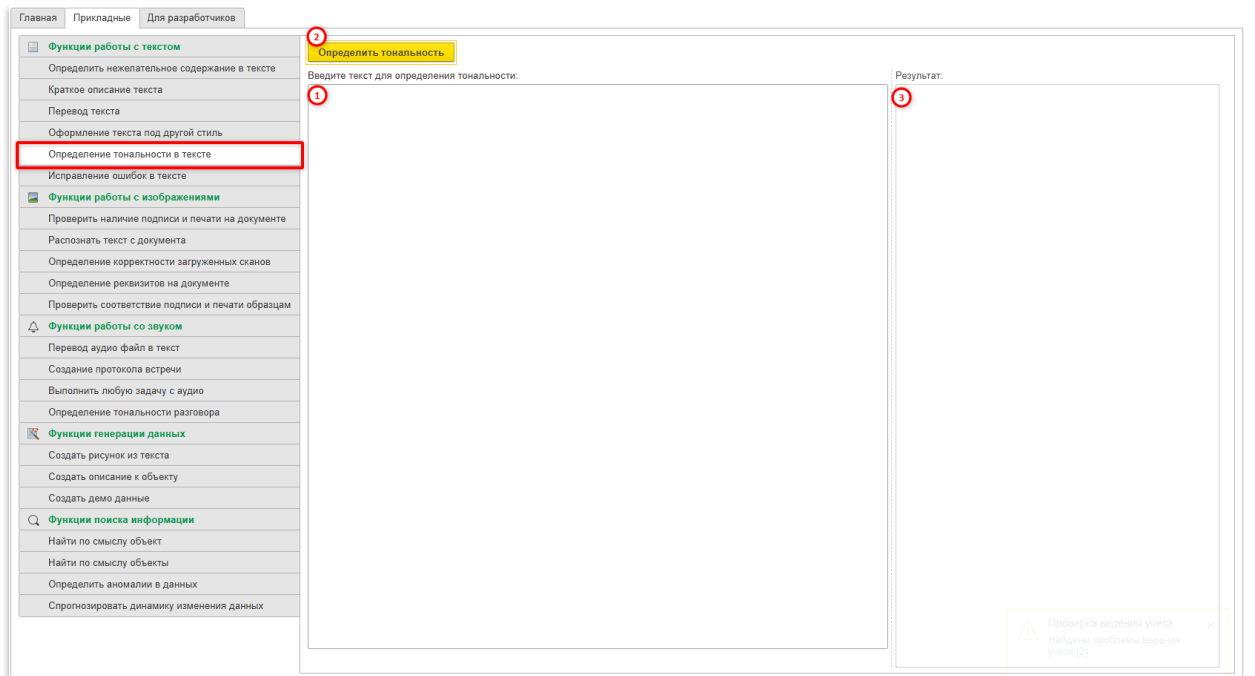 Главная Прикладные Для разработчиков
Функции работы с текстом
Определить нежелательное содержание в тексте
Краткое описание текста
Перевод текста
Оформление текста под другой стиль
Определение тональности в тексте
Исправление ошибок в тексте
Функции работы с изображениями
Проверить наличие подписи и печати на документе
Распознать текст с документа
Определение корректности загруженных сканов
Определение реквизитов на документе
Проверить соответствие подписи и печати образцам
Функции работы со звуком
Перевод аудио файл в текст
Создание протокола встречи
Выполнить любую задачу с аудио
Определение тональности разговора
Функции генерации данных
Создать рисунок из текста
Создать описание к объекту
Создать демо данные
Функции поиска информации
Найти по смыслу объект
Найти по смыслу объекты
Определить аномалии в данных
Спрогнозировать динамику изменения данных
2
Определить тональность
Введите текст для определения тональности:
1
Результат:
3
Проверка ведения учета
Найдены проблемы ведения
учета (2)